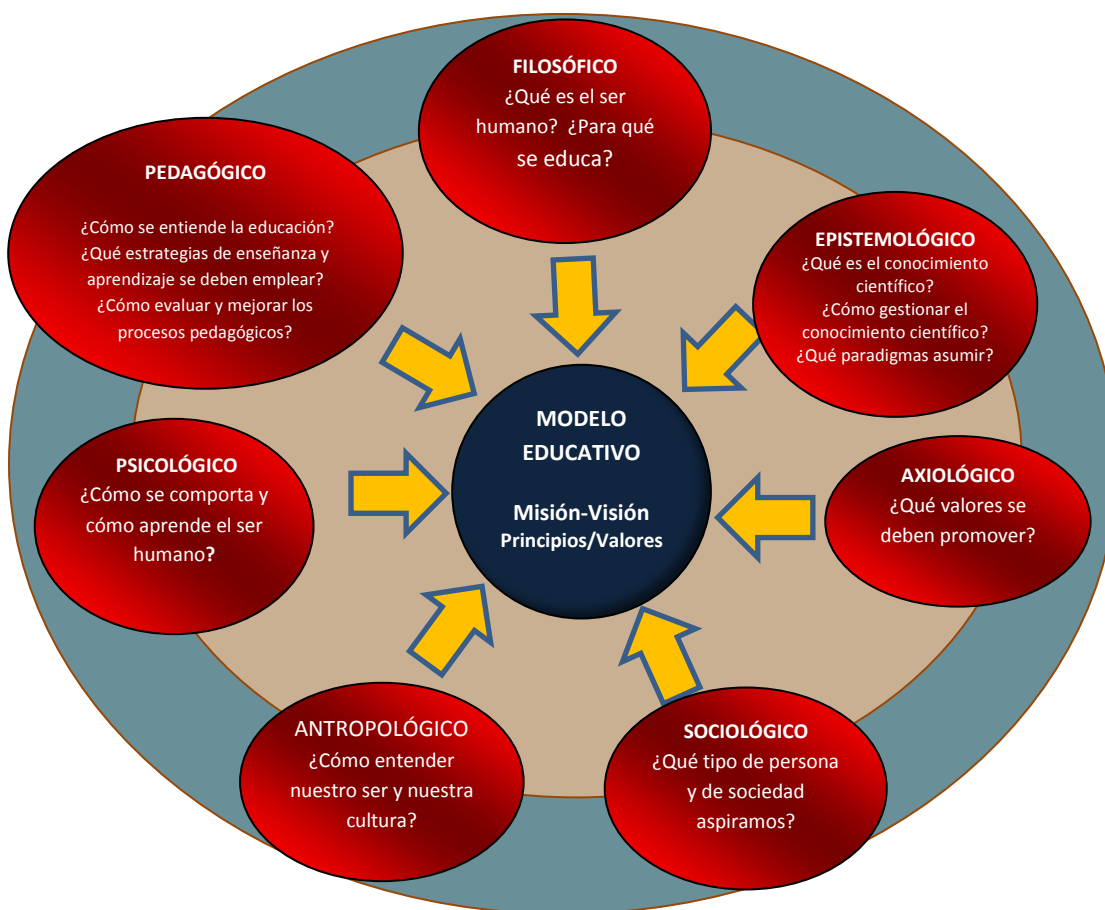 FILOSÓFICO
¿Qué es el ser
humano? ¿Para qué
se educa?
PEDAGÓGICO
¿Cómo se entiende la educación?
¿Qué estrategias de enseñanza y
aprendizaje se deben emplear?
¿Cómo evaluar y mejorar los
procesos pedagógicos?
EPISTEMOLÓGICO
¿Qué es el conocimiento
científico?
¿Cómo gestionar el
conocimiento científico?
¿Qué paradigmas asumir?
MODELO
EDUCATIVO
Misión-Visión
Principios/Valores
PSICOLÓGICO
¿Cómo se comporta y
cómo aprende el ser
humano?
AXIOLÓGICO
¿Qué valores se
deben promover?
ANTROPOLÓGICO
¿Cómo entender
nuestro ser y nuestra
cultura?
SOCIOLÓGICO
¿Qué tipo de persona
y de sociedad
aspiramos?